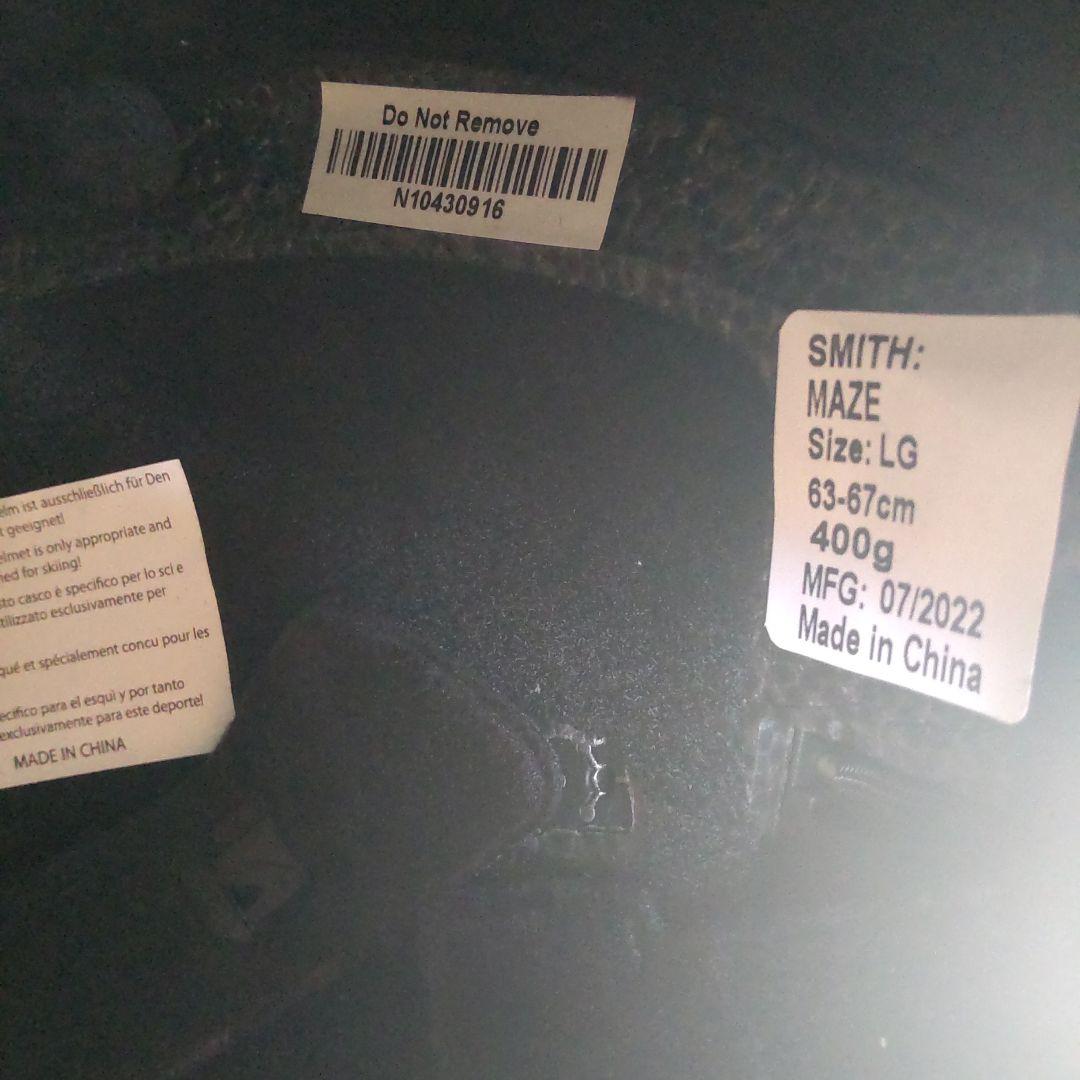 Do Not Remove
N10430916
SMITH:
MAZE
Size: LG
63-67cm
400g
MFG: 07/2022
Made in China
elm ist ausschließlich für Den
t geeignet!
elmet is only appropriate and
ned for skiing!
sto casco è specifico per lo sci e
tilizzato esclusivamente per
qué et spécialement concu pour les
ecifico para el esquì y por tanto
exclusivamente para este deporte!
MADE IN CHINA